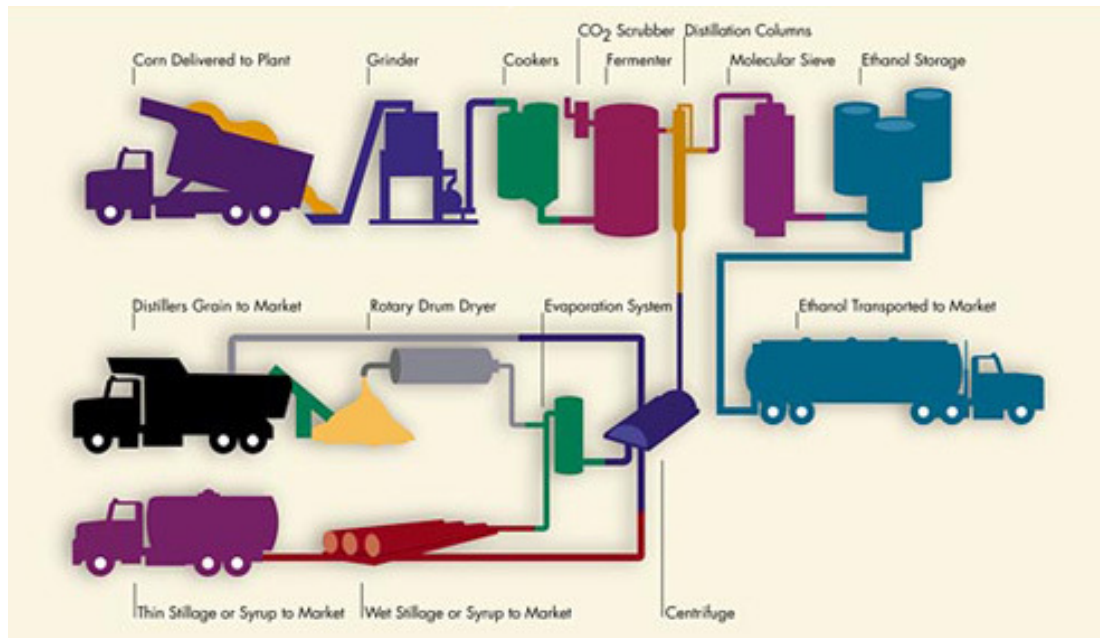 CO2 Scrubber
Distillation Columns
Corn Delivered to Plant
Grinder
Cookers
Fermenter
Molecular Sieve
Ethanol Storage
Distillers Grain to Market
Rotary Drum Dryer
Evaporation System
Ethanol Transported to Market
Thin Stillage or Syrup to Market
Wet Stillage or Syrup to Market
Centrifuge